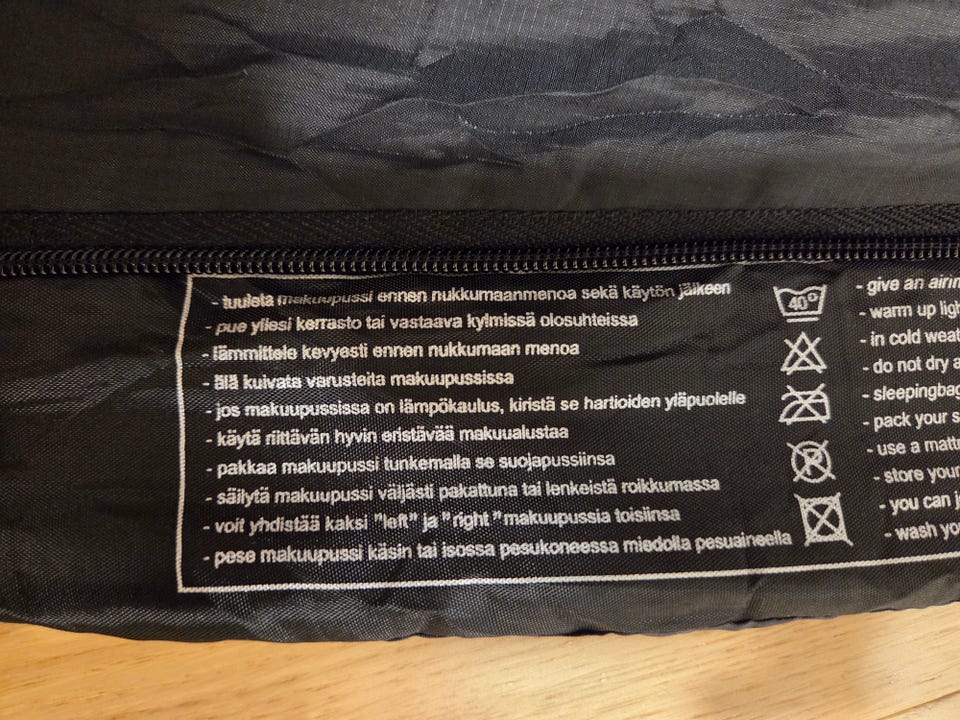 - tuuleta makuupussi ennen nukkumaanmenoa sekä käytön jälkeen
- pue yllesi kerrasto tai vastaava kylmissä olosuhteissa
- lämmittele kevyesti ennen nukkumaan menoa
- älä kuivata varusteita makuupussissa
- jos makuupussissa on lämpökaulus, kiristä se hartioiden yläpuolelle
- käytä riittävän hyvin eristävää makuualustaa
- pakkaa makuupussi tunkemalla se suojapussiinsa
- säilytä makuupussi väljästi pakattuna tai lenkeistä roikkumassa
- voit yhdistää kaksi "left" ja "right" makuupussia toisiinsa
- pese makuupussi käsin tai isossa pesukoneessa miedolla pesuaineella
40°
P
- give an airin
- warm up ligh
- in cold weat
- do not dry a
- sleepingbag
- pack your s
- use a mattr
- store your
- you can j
- wash yo